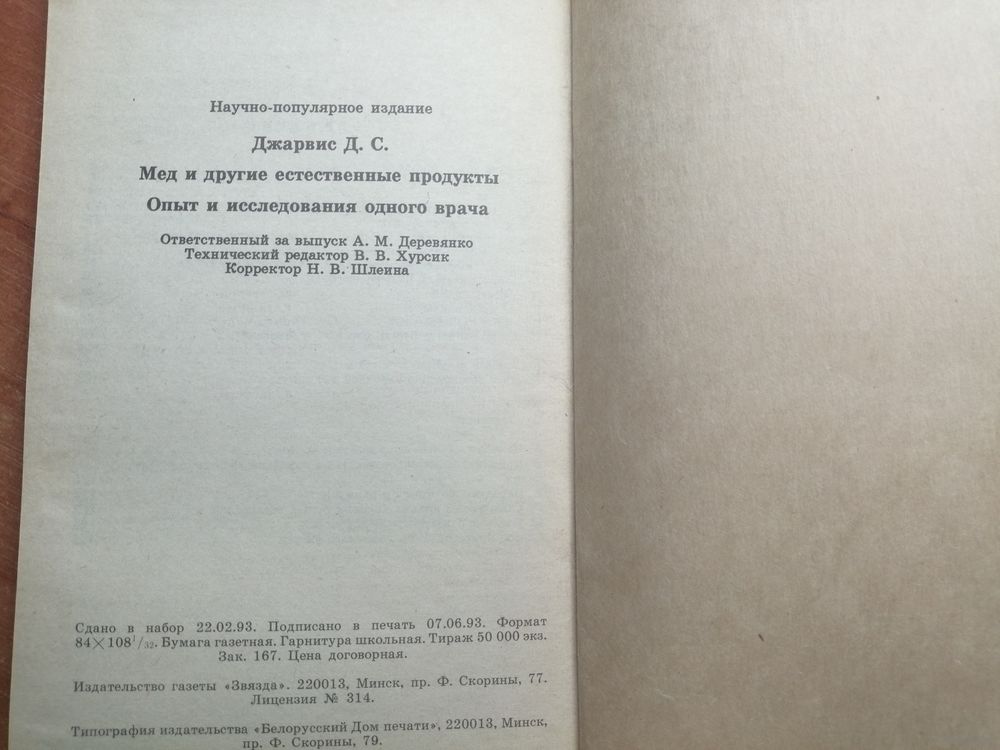 Научно-популярное издание
Джарвис Д. С.
Мед и другие естественные продукты
Опыт и исследования одного врача
Ответственный за выпуск А. М. Деревянко
Технический редактор В. В. Хурсик
Корректор Н. В. Шлеина
Сдано в набор 22.02.93. Подписано в печать 07.06.93. Формат
84×108¹/₃₂. Бумага газетная. Гарнитура школьная. Тираж 50 000 экз.
Зак. 167. Цена договорная.
Издательство газеты «Звязда». 220013, Минск, пр. Ф. Скорины, 77.
Лицензия № 314.
Типография издательства «Белорусский Дом печати», 220013, Минск,
пр. Ф. Скорины, 79.